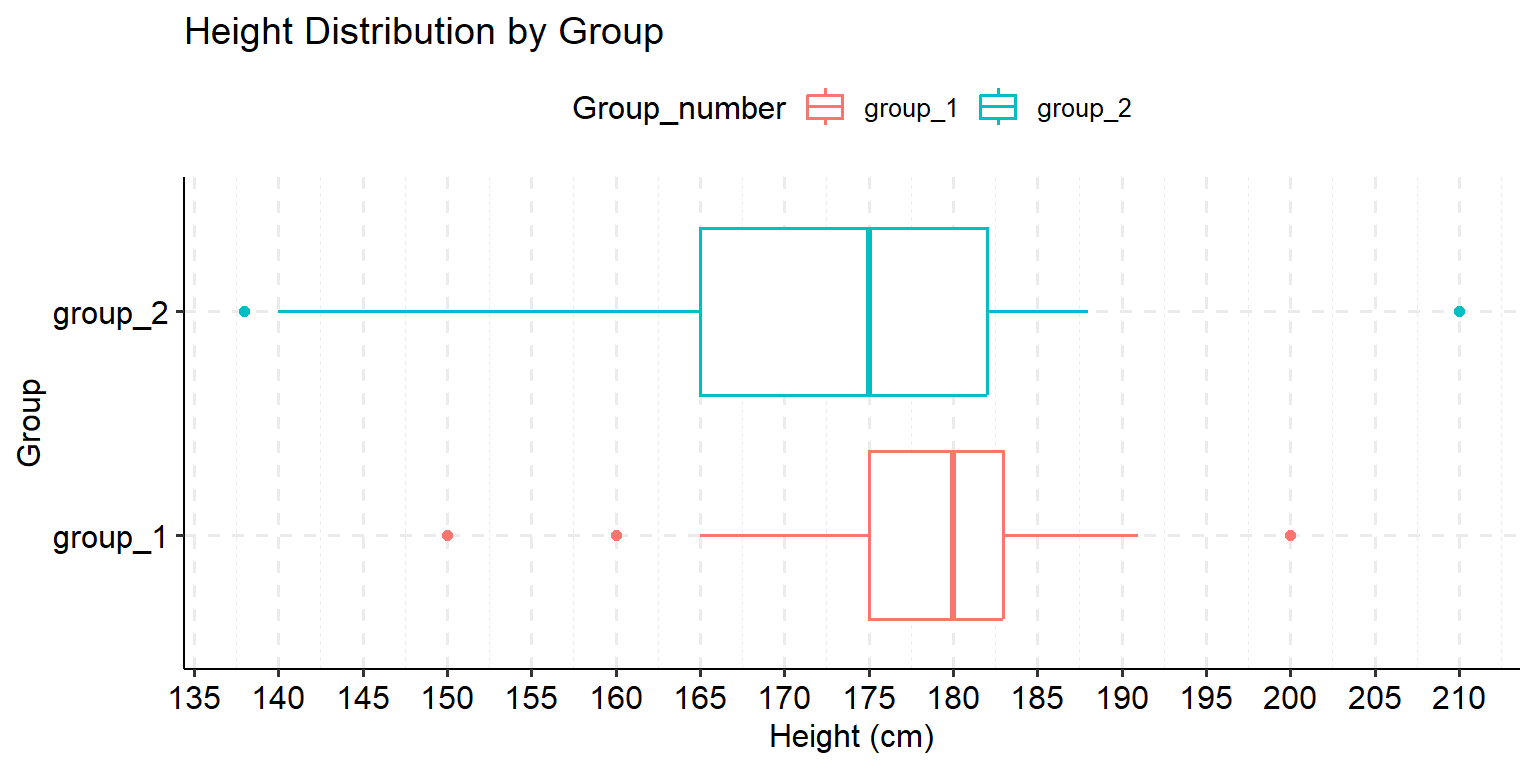 Height Distribution by Group
Group_number group_1 group_2
group_2
Group
group_1
135 140 145 150 155 160 165 170 175 180 185 190 195 200 205 210
Height (cm)